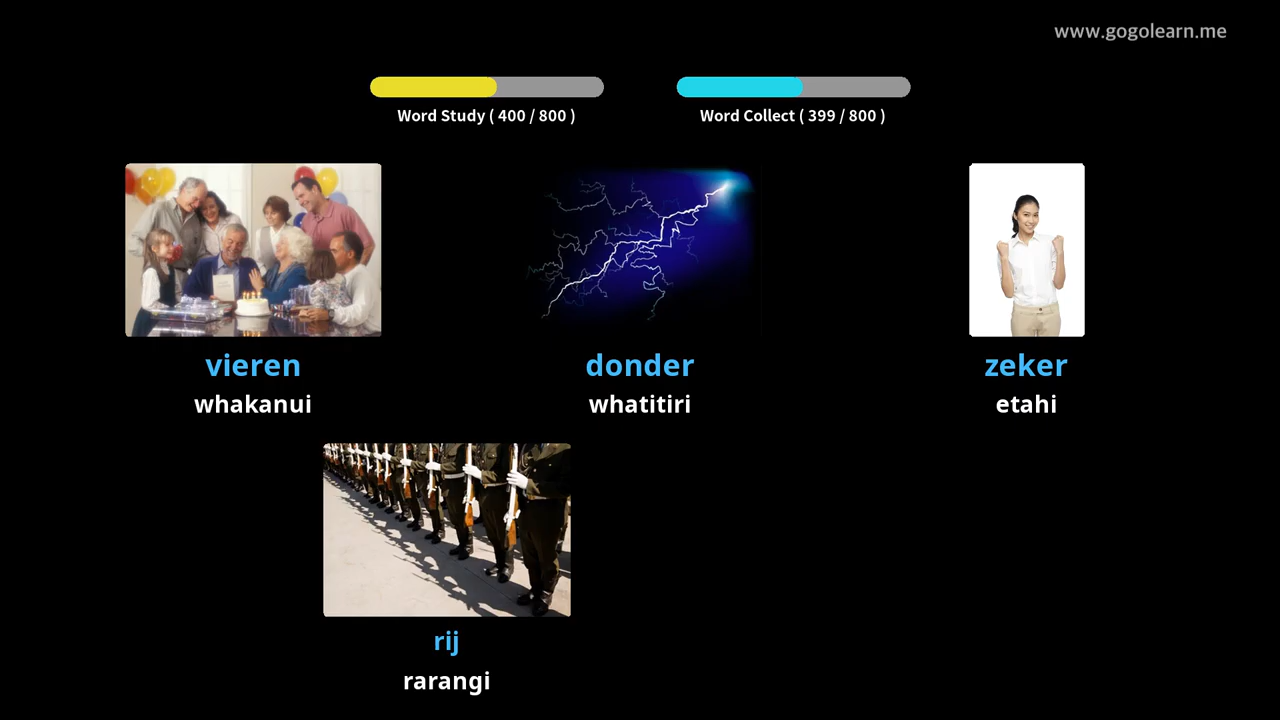 www.gogolearn.me
Word Study ( 400 / 800 )
Word Collect ( 399 / 800 )
vieren
whakanui
donder
whatitiri
zeker
etahi
rij
rarangi